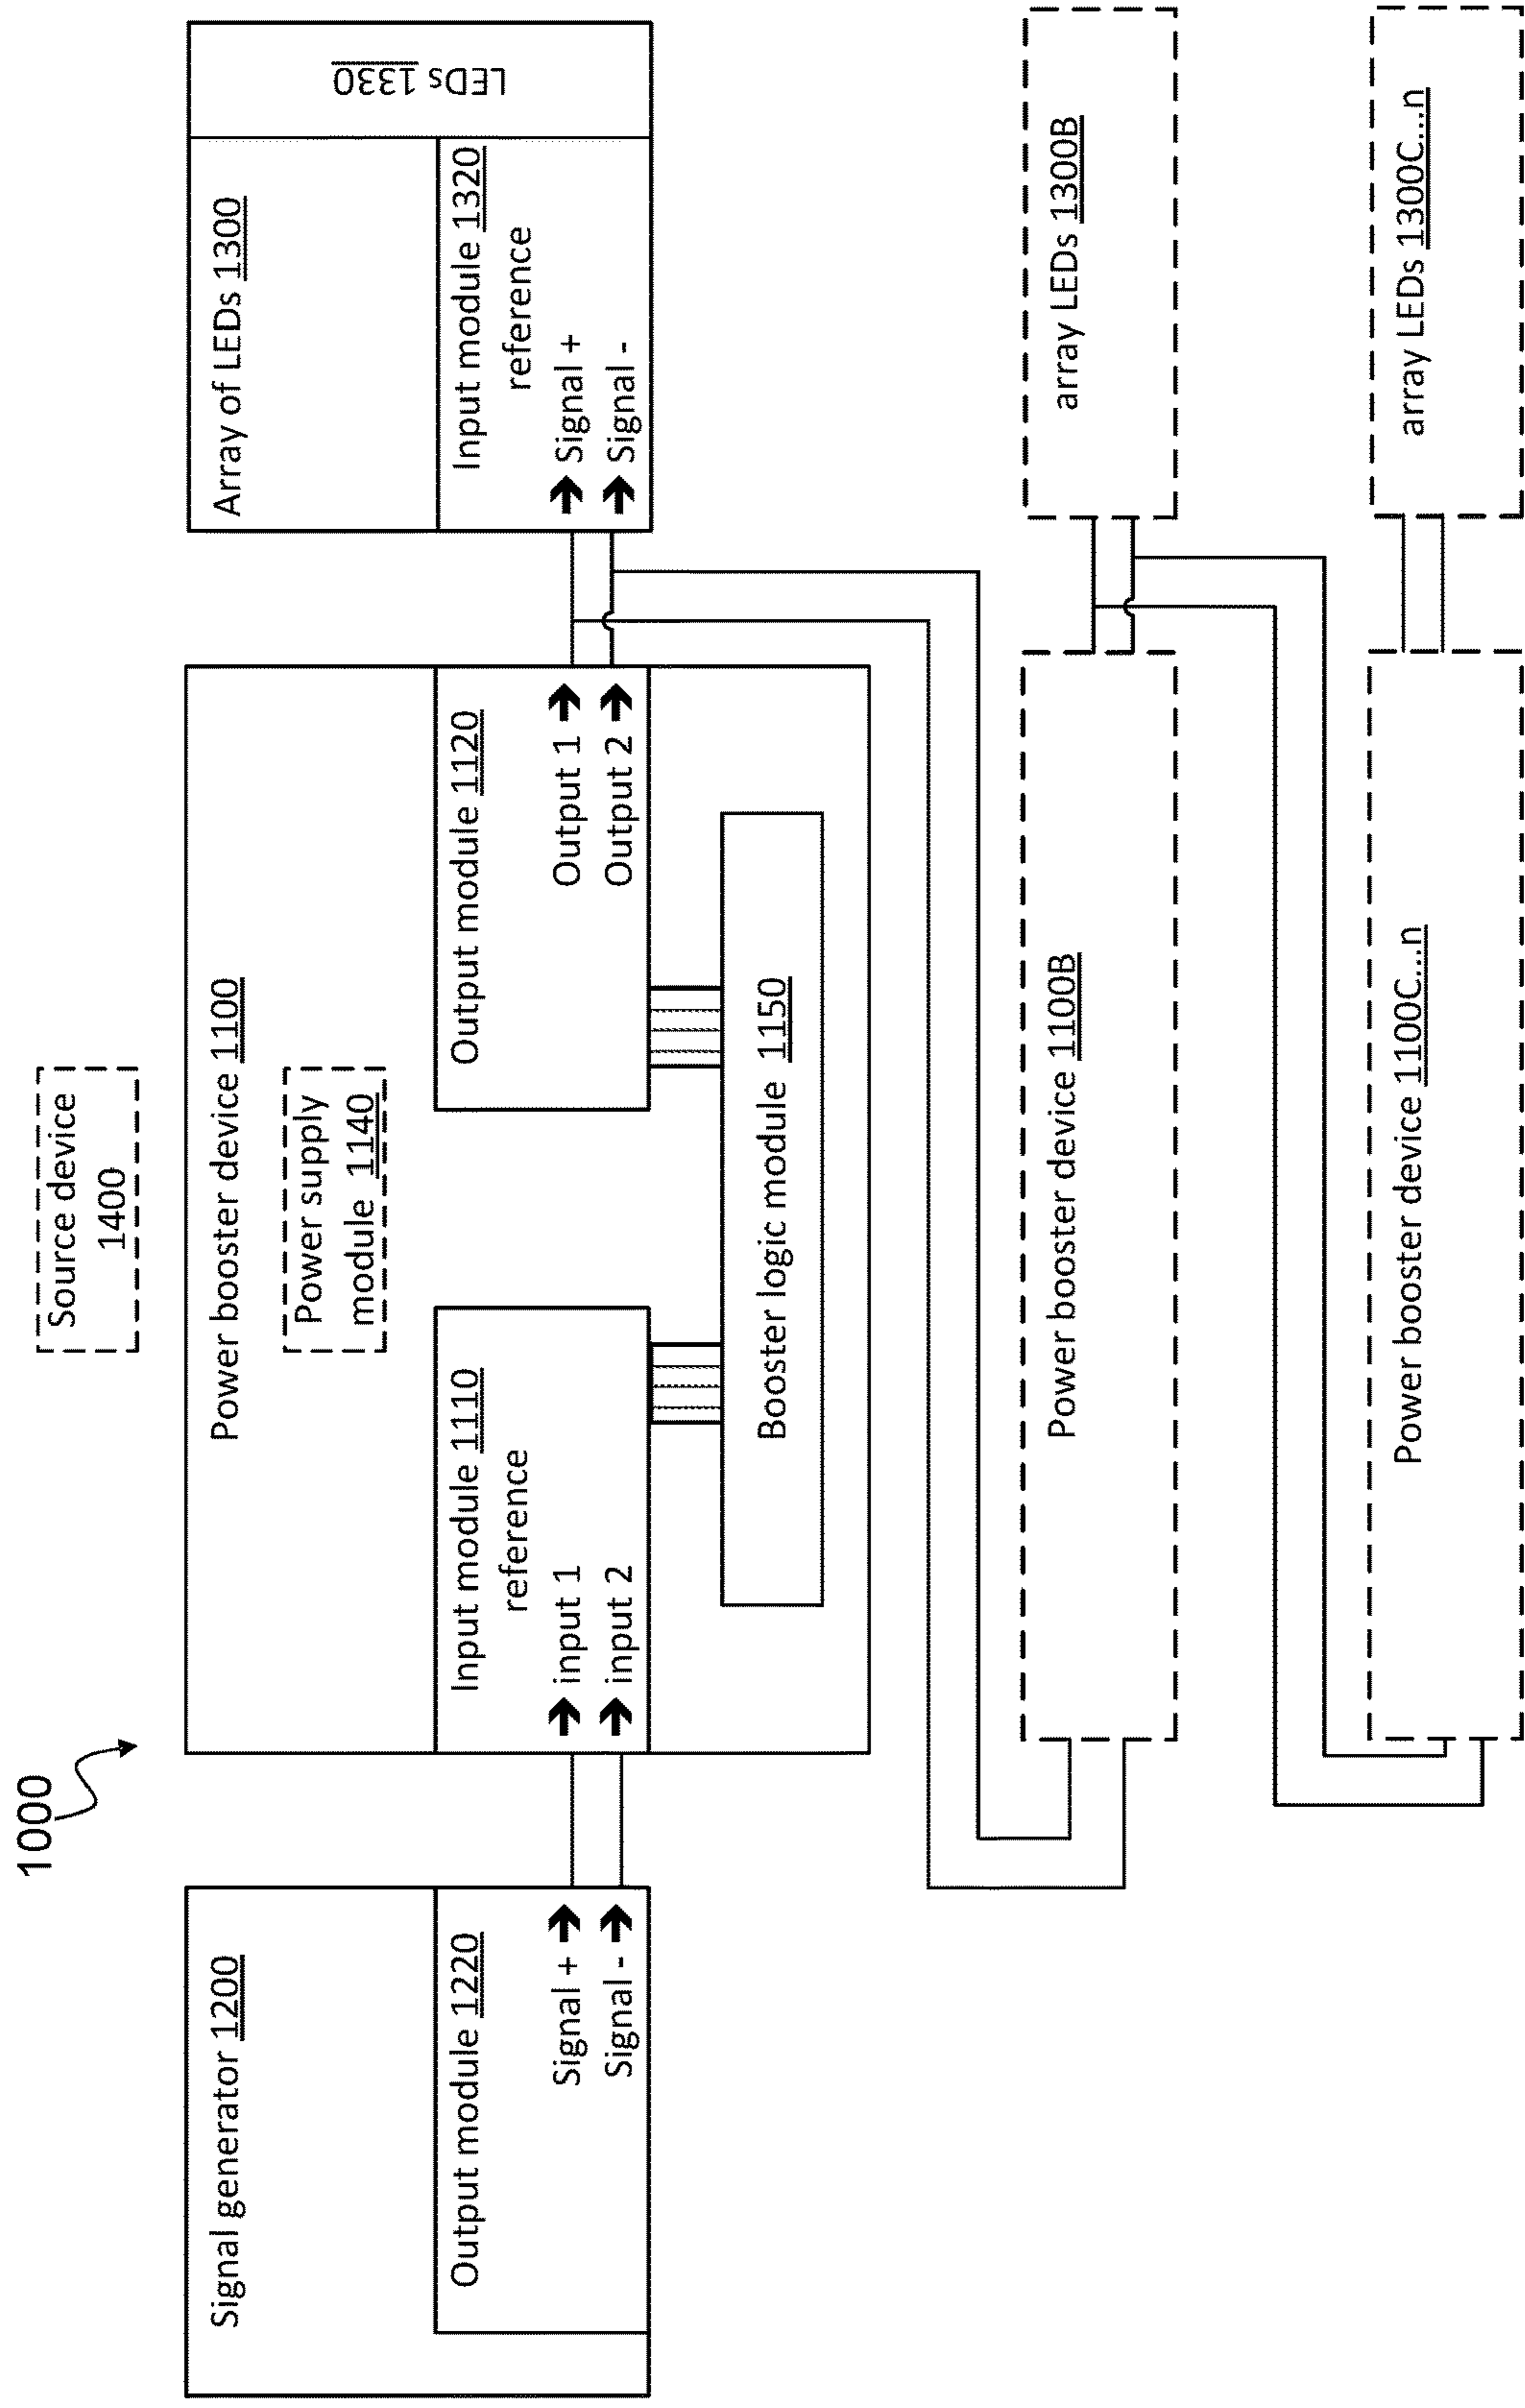 1000
Source device
1400
Signal generator 1200
Output module 1220
Signal +
Signal -
Power booster device 1100
Power supply
module 1140
Input module 1110
reference
input 1
input 2
Output module 1120
Output 1
Output 2
Booster logic module 1150
Array of LEDs 1300
Input module 1320
reference
Signal +
Signal -
LEDs 1330
Power booster device 1100B
array LEDs 1300B
Power booster device 1100C...n
array LEDs 1300C...n